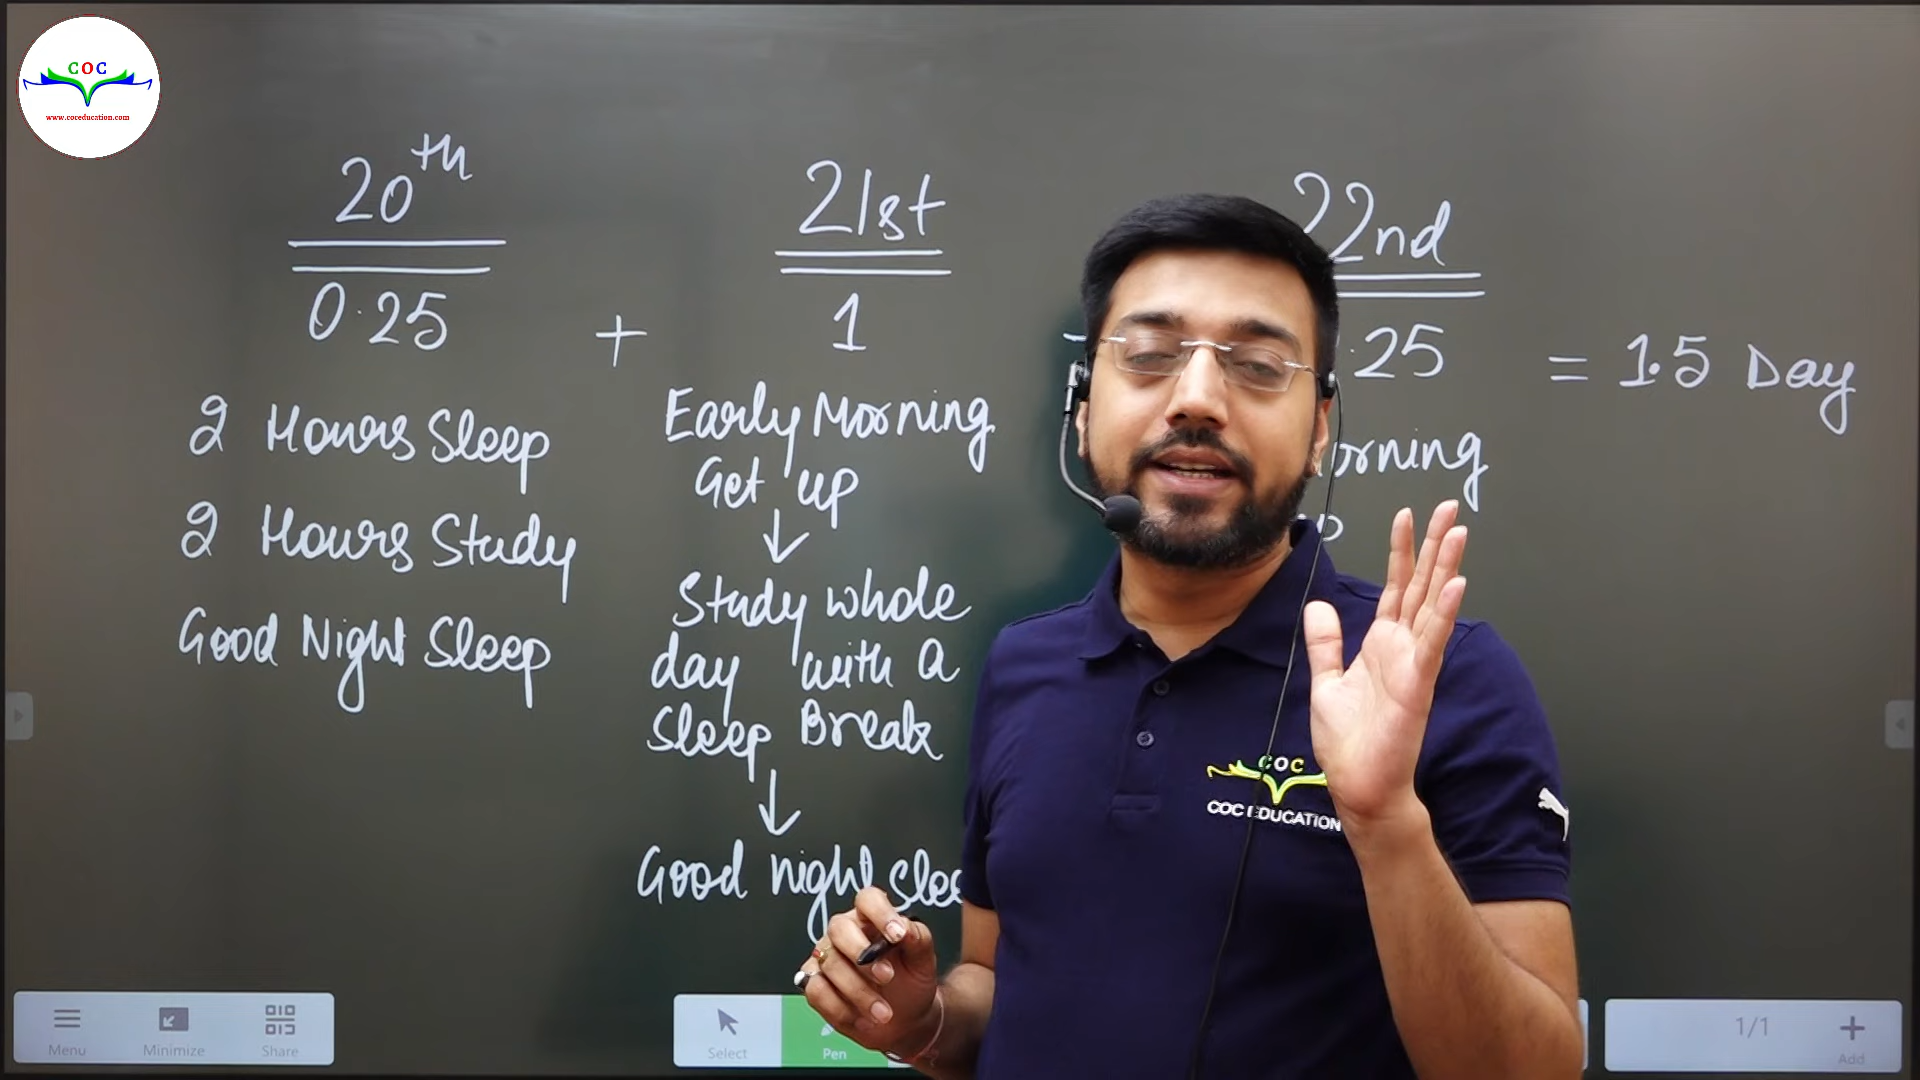 COC
www.coceducation.com
20th
0.25
2 Hours Sleep
2 Hours Study
Good Night Sleep
+
21st
1
Early Morning
Get up
↓
Study whole
day with a
Sleep Break
↓
Good night
22nd
.25
= 1.5 Day
COC
COC EDUCATION
Menu
Minimize
Share
Select
Pen
1/1
Add